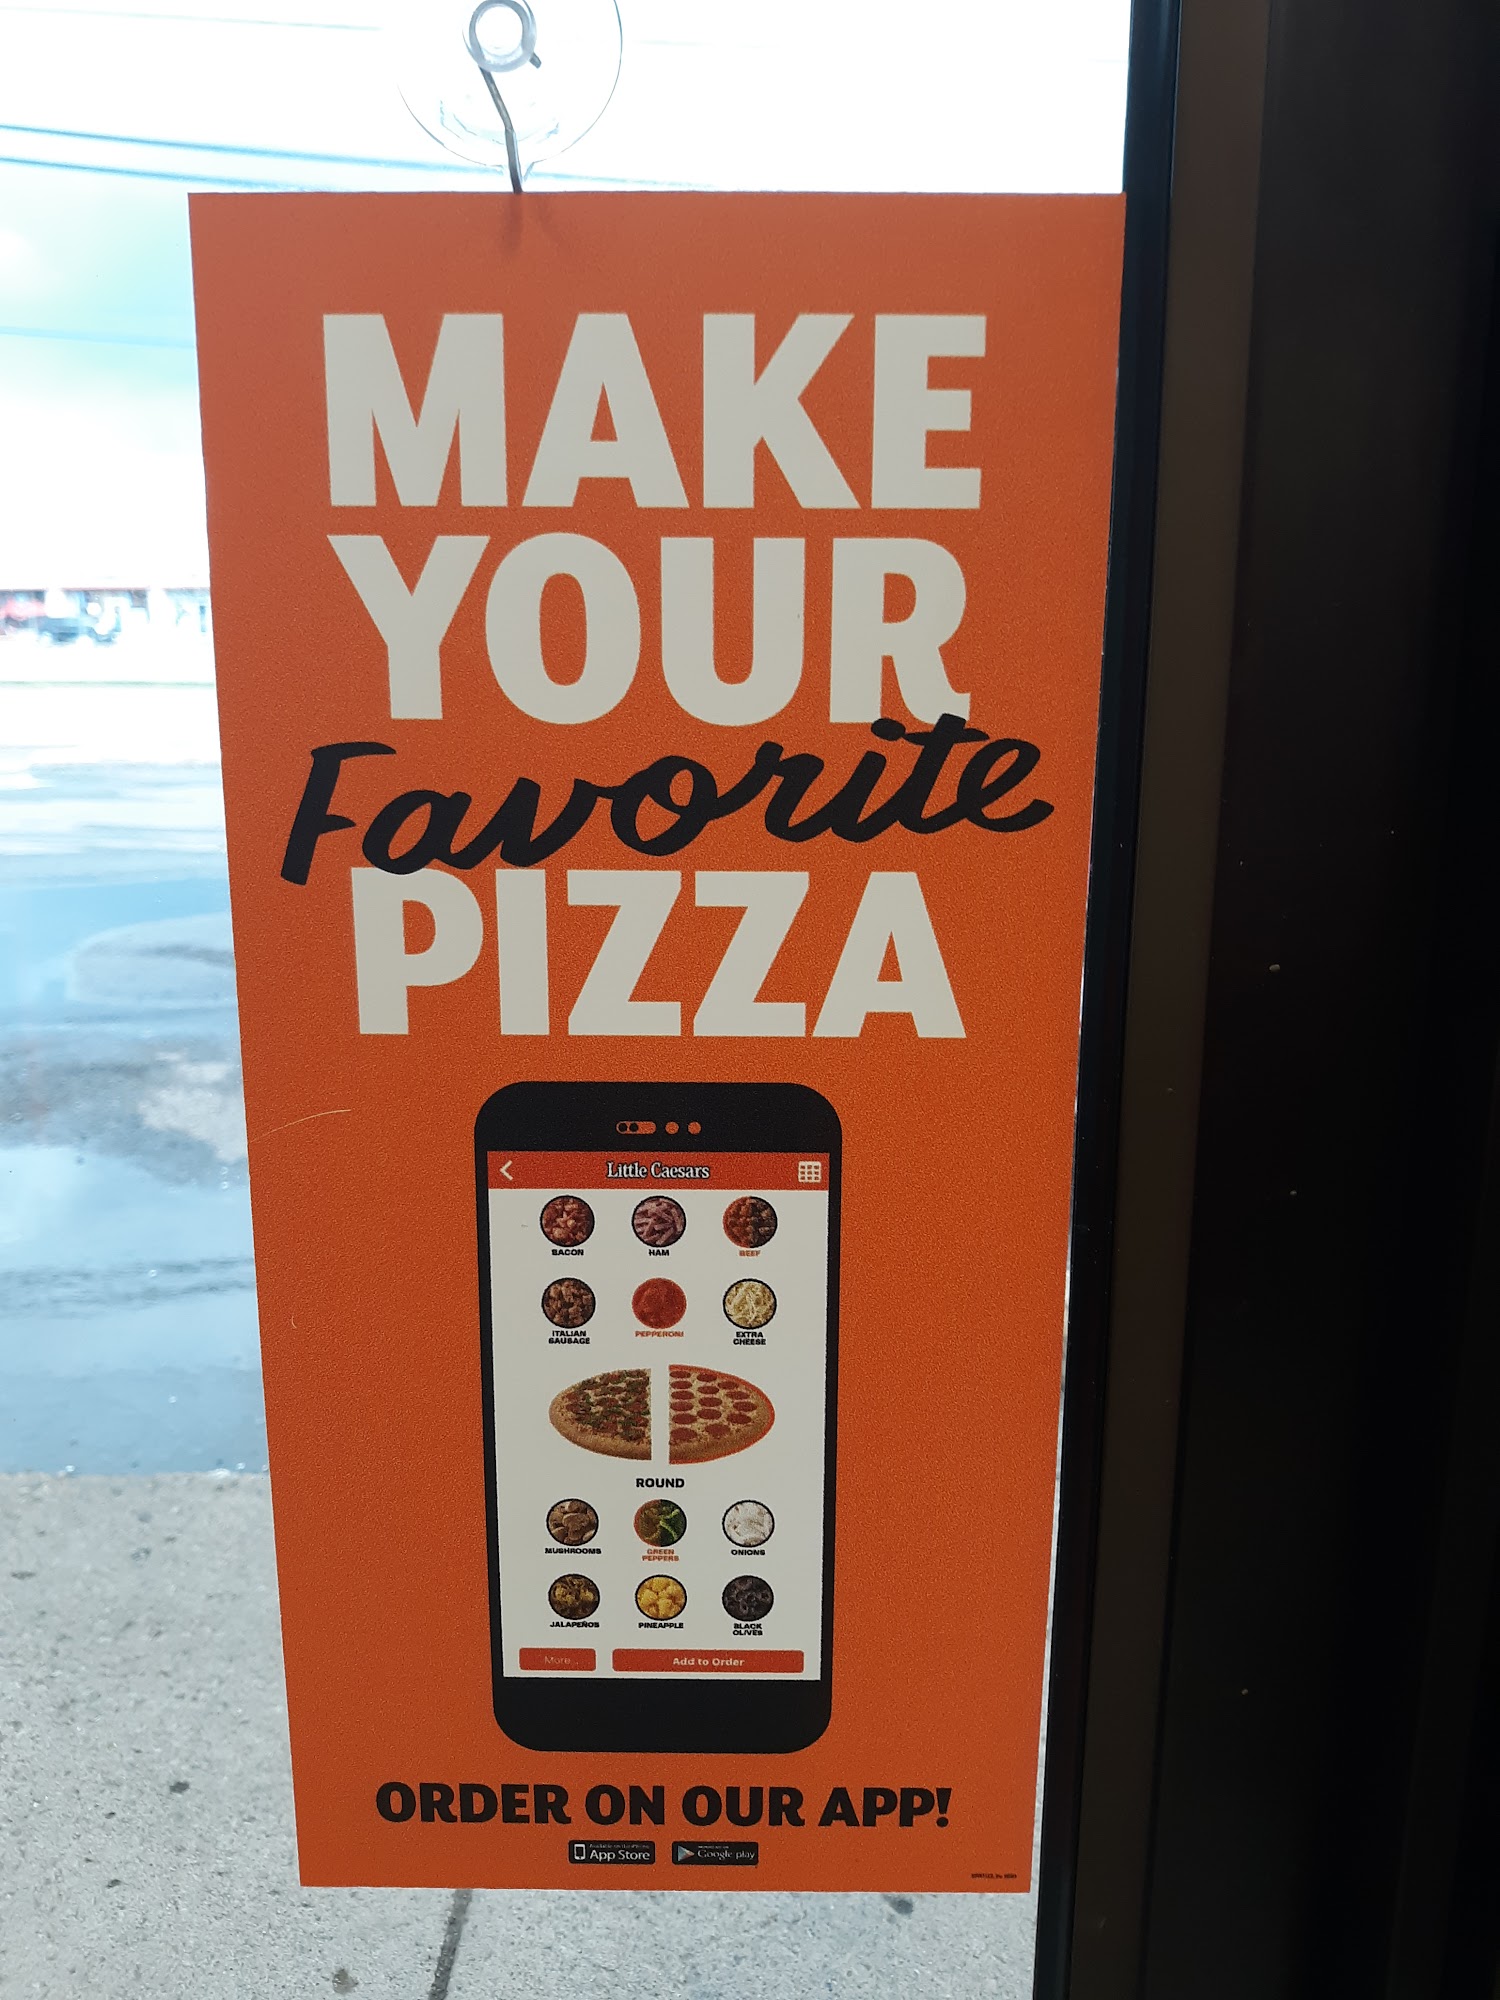 MAKE
YOUR
Favorite
PIZZA
Little Caesars
BACON HAM BEEF
ITALIAN SAUSAGE PEPPERONI EXTRA CHEESE
ROUND
MUSHROOMS GREEN PEPPERS ONIONS
JALAPEÑOS PINEAPPLE BLACK OLIVES
More... Add to Order
ORDER ON OUR APP!
App Store Google play